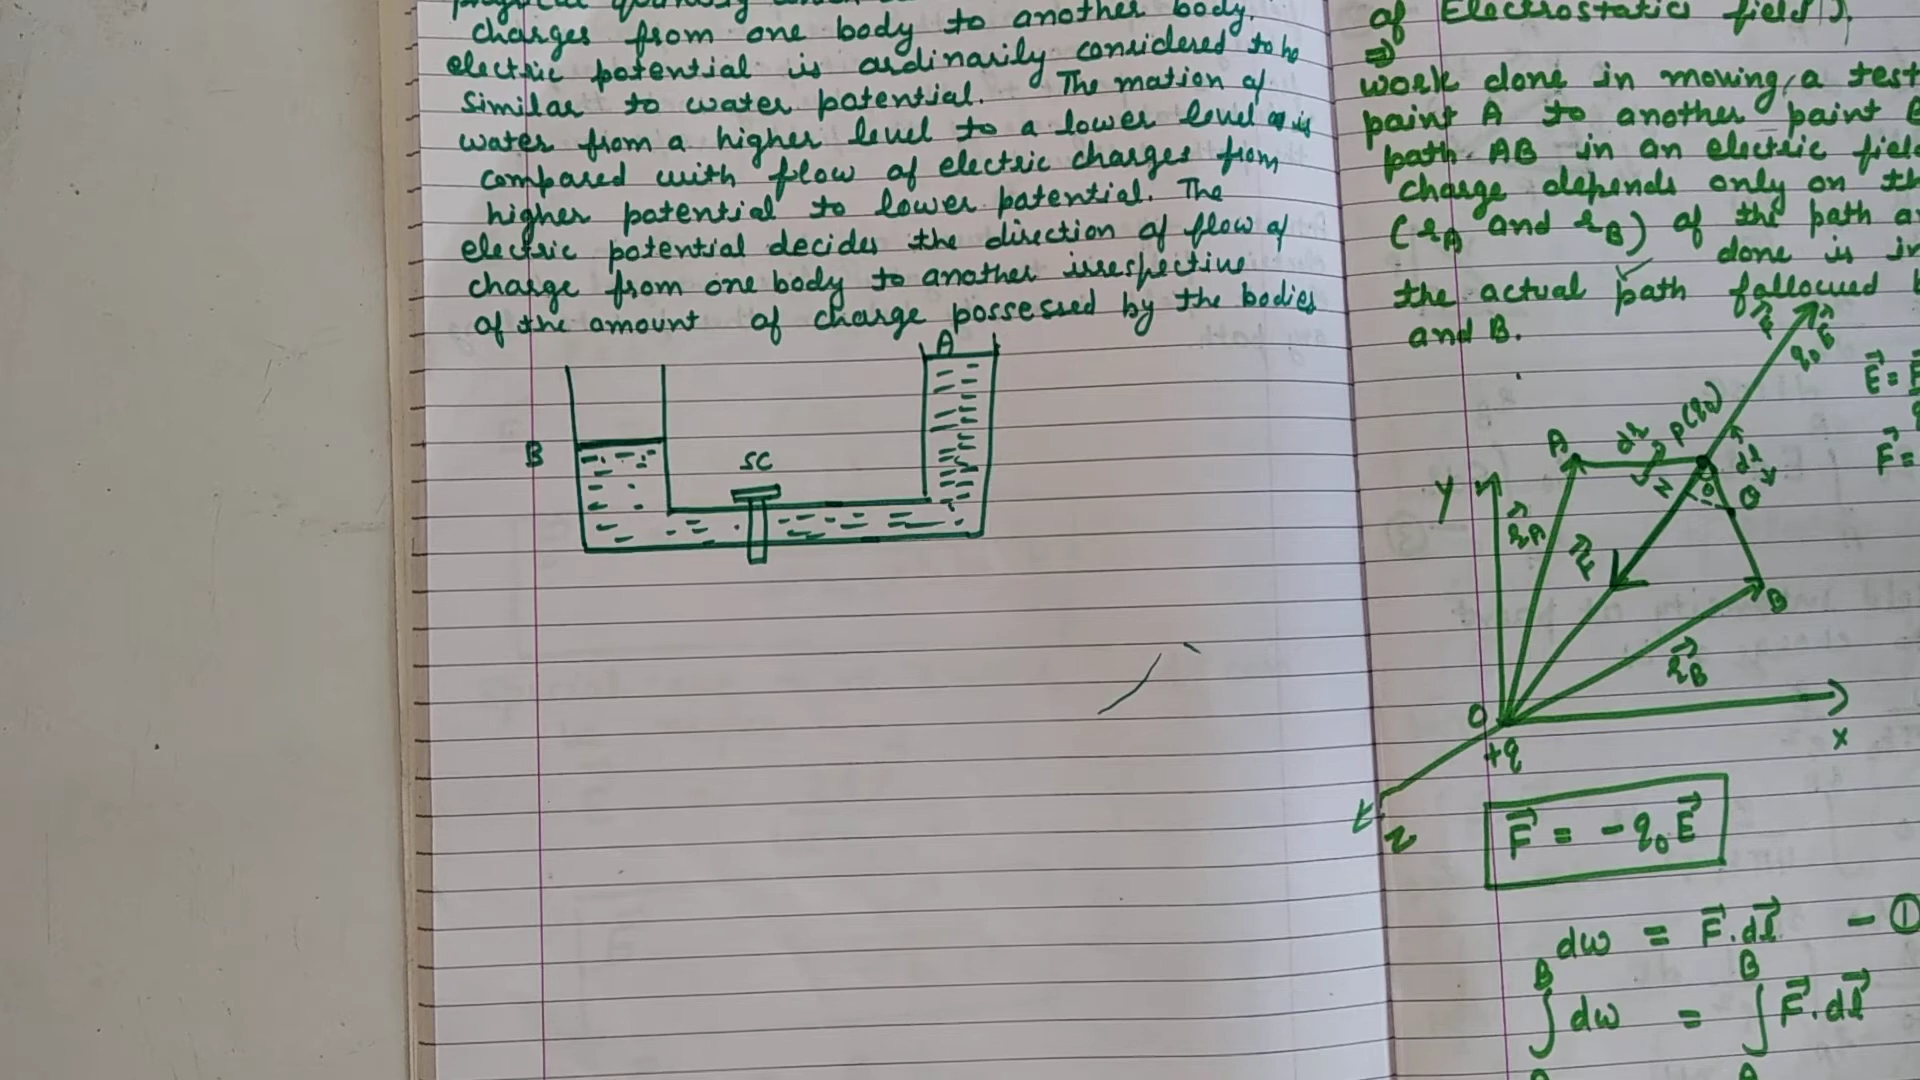 charges from one body to another body.
electric potential is ordinarily considered to be
similar to water potential. The motion of
water from a higher level to a lower level is
compared with flow of electric charges from
higher potential to lower potential. The
electric potential decides the direction of flow of
charge from one body to another irrespective
of the amount of charge possessed by the bodies
A
B
SC
of Electrostatic field).
⇒
work done in moving a test
point A to another point
path AB in an electric
charge depends only on
(rA and rB) of the path
done is
the actual path followed
and B.
q₀E⃗
E⃗ =
F⃗ =
A
dl
P(q₀)
dl
θ
N
Y
r⃗A
F⃗
B
r⃗B
O
+q
X
Z
F⃗ = -q₀E⃗
dw = F⃗.dl⃗ - ①
∫ᴮ dw = ∫ᴮ F⃗.dl⃗